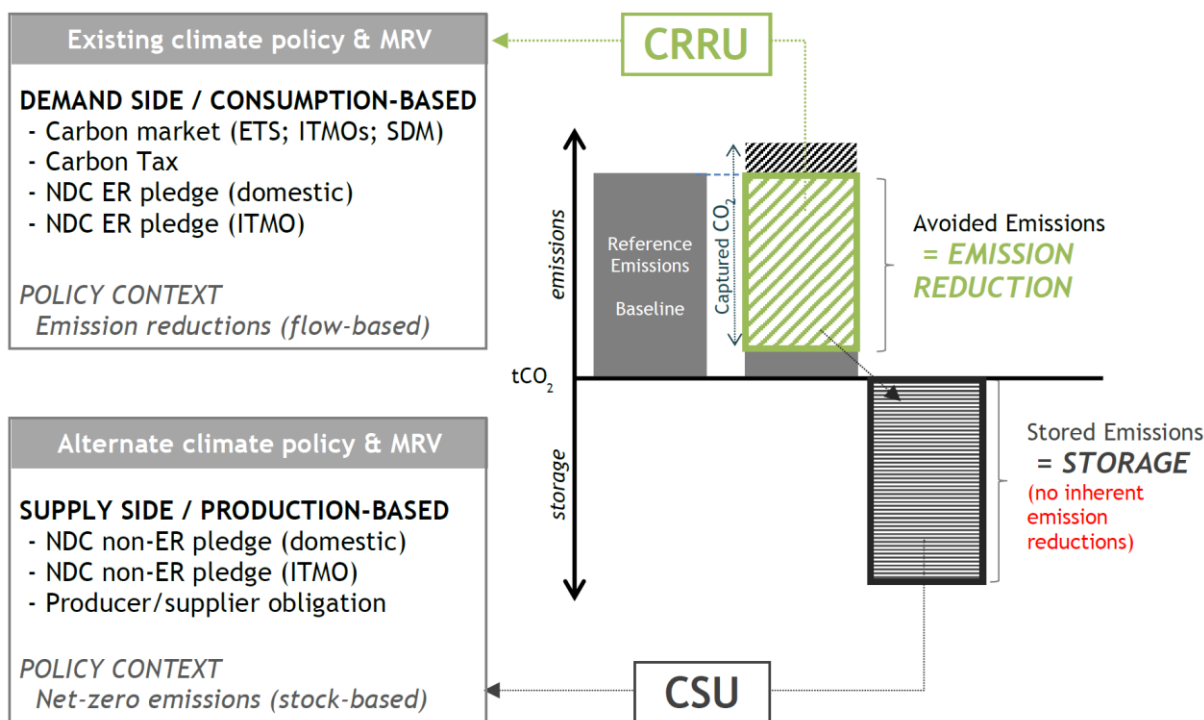 Existing climate policy & MRV
DEMAND SIDE / CONSUMPTION-BASED
- Carbon market (ETS; ITMOs; SDM)
- Carbon Tax
- NDC ER pledge (domestic)
- NDC ER pledge (ITMO)
POLICY CONTEXT
Emission reductions (flow-based)
Alternate climate policy & MRV
SUPPLY SIDE / PRODUCTION-BASED
- NDC non-ER pledge (domestic)
- NDC non-ER pledge (ITMO)
- Producer/supplier obligation
POLICY CONTEXT
Net-zero emissions (stock-based)
CRRU
emissions
Reference
Emissions
Baseline
Captured CO₂
Avoided Emissions
= EMISSION
REDUCTION
tCO₂
storage
Stored Emissions
= STORAGE
(no inherent
emission
reductions)
CSU